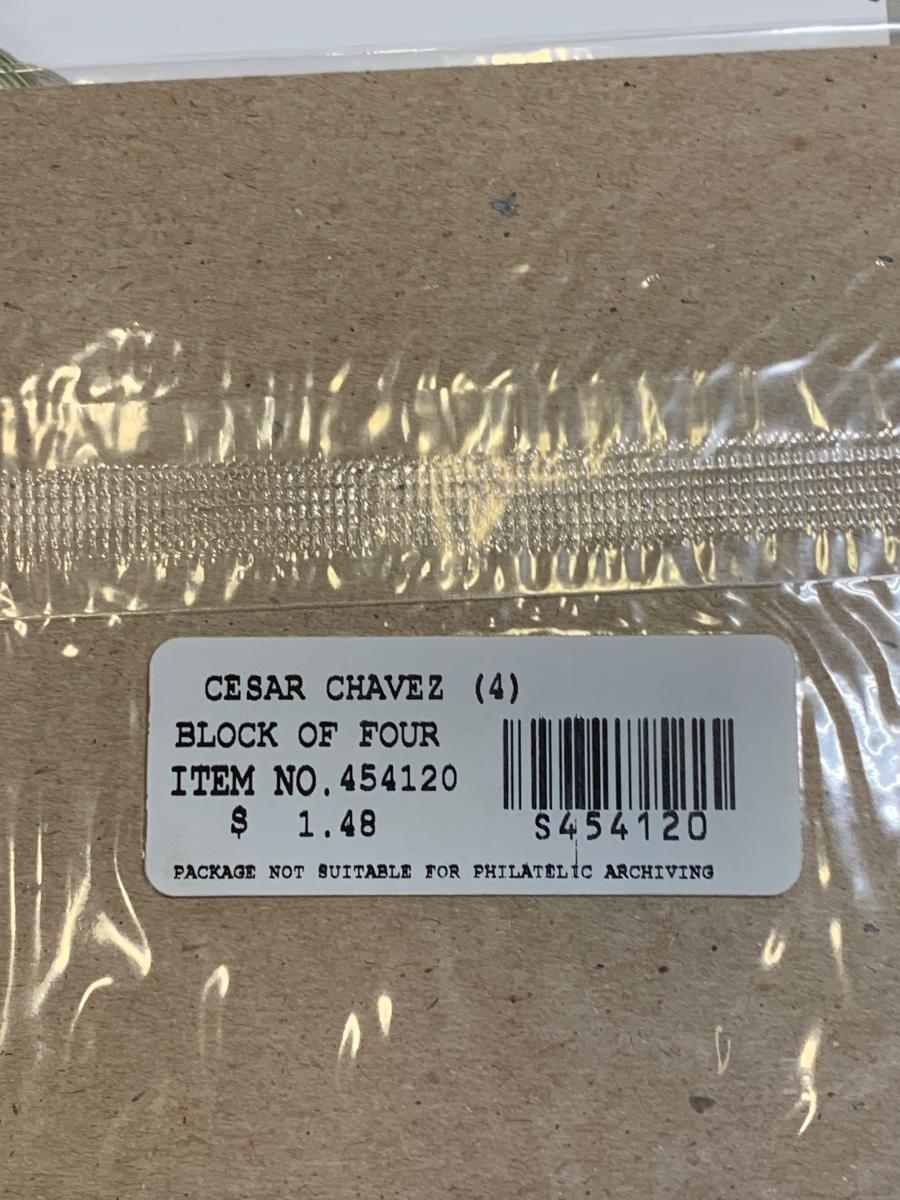 CESAR CHAVEZ (4)
BLOCK OF FOUR
ITEM NO.454120
$ 1.48
S454120
PACKAGE NOT SUITABLE FOR PHILATELIC ARCHIVING